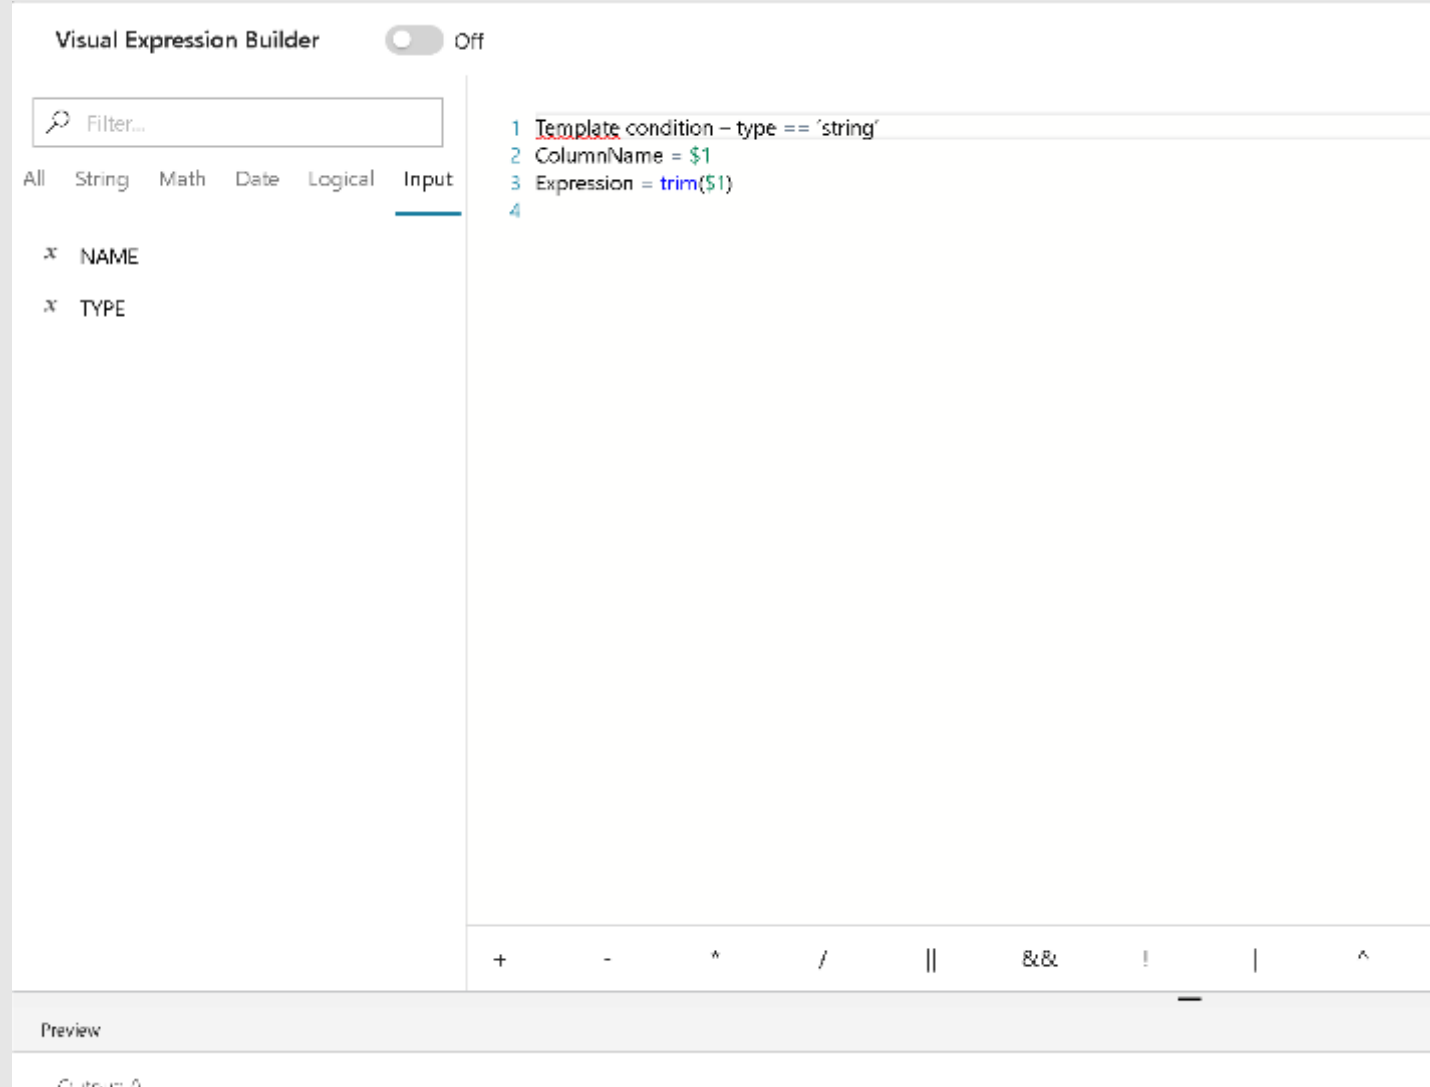 Visual Expression Builder Off
Filter...
All String Math Date Logical Input
x NAME
x TYPE
1 Template condition – type == ´string´
2 ColumnName = $1
3 Expression = trim($1)
4
+ - * / || && ! | ^
Preview